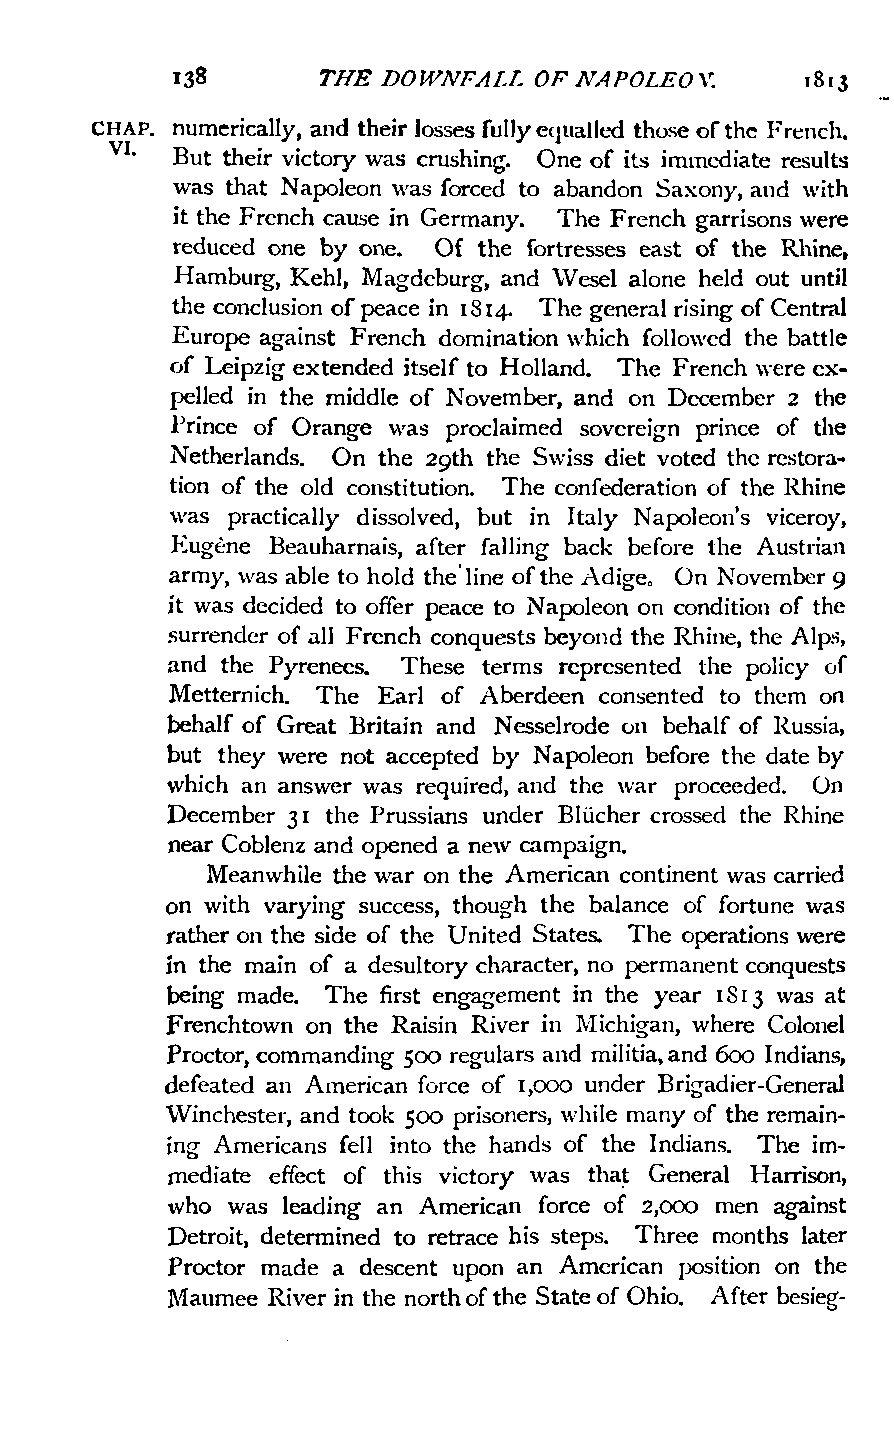 138 THE DOWNFALL OF NAPOLEON. 1813
CHAP. numerically, and their losses fully equalled those of the French.
VI. But their victory was crushing. One of its immediate results
was that Napoleon was forced to abandon Saxony, and with
it the French cause in Germany. The French garrisons were
reduced one by one. Of the fortresses east of the Rhine,
Hamburg, Kehl, Magdeburg, and Wesel alone held out until
the conclusion of peace in 1814. The general rising of Central
Europe against French domination which followed the battle
of Leipzig extended itself to Holland. The French were ex-
pelled in the middle of November, and on December 2 the
Prince of Orange was proclaimed sovereign prince of the
Netherlands. On the 29th the Swiss diet voted the restora-
tion of the old constitution. The confederation of the Rhine
was practically dissolved, but in Italy Napoleon's viceroy,
Eugène Beauharnais, after falling back before the Austrian
army, was able to hold the line of the Adige. On November 9
it was decided to offer peace to Napoleon on condition of the
surrender of all French conquests beyond the Rhine, the Alps,
and the Pyrenees. These terms represented the policy of
Metternich. The Earl of Aberdeen consented to them on
behalf of Great Britain and Nesselrode on behalf of Russia,
but they were not accepted by Napoleon before the date by
which an answer was required, and the war proceeded. On
December 31 the Prussians under Blücher crossed the Rhine
near Coblenz and opened a new campaign.
Meanwhile the war on the American continent was carried
on with varying success, though the balance of fortune was
rather on the side of the United States. The operations were
in the main of a desultory character, no permanent conquests
being made. The first engagement in the year 1813 was at
Frenchtown on the Raisin River in Michigan, where Colonel
Proctor, commanding 500 regulars and militia, and 600 Indians,
defeated an American force of 1,000 under Brigadier-General
Winchester, and took 500 prisoners, while many of the remain-
ing Americans fell into the hands of the Indians. The im-
mediate effect of this victory was that General Harrison,
who was leading an American force of 2,000 men against
Detroit, determined to retrace his steps. Three months later
Proctor made a descent upon an American position on the
Maumee River in the north of the State of Ohio. After besieg-